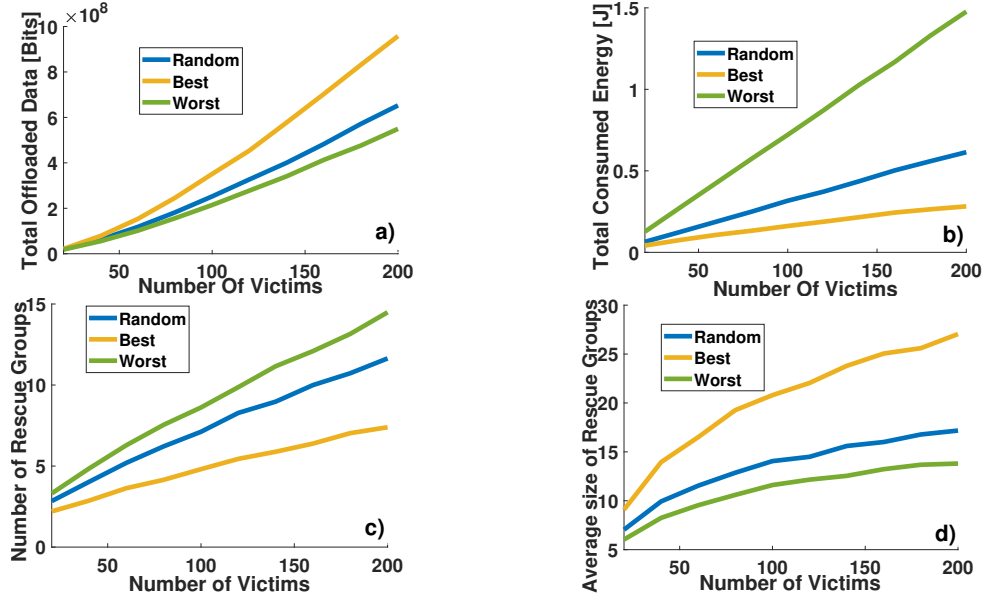 ×10^8
Total Offloaded Data [Bits]
10
8
6
4
2
0
Random
Best
Worst
a)
50
100
150
200
Number Of Victims
Total Consumed Energy [J]
1.5
1
0.5
0
Random
Best
Worst
b)
50
100
150
200
Number Of Victims
Number of Rescue Groups
15
10
5
0
Random
Best
Worst
c)
50
100
150
200
Number of Victims
Average size of Rescue Groups
30
25
20
15
10
5
Random
Best
Worst
d)
50
100
150
200
Number of Victims